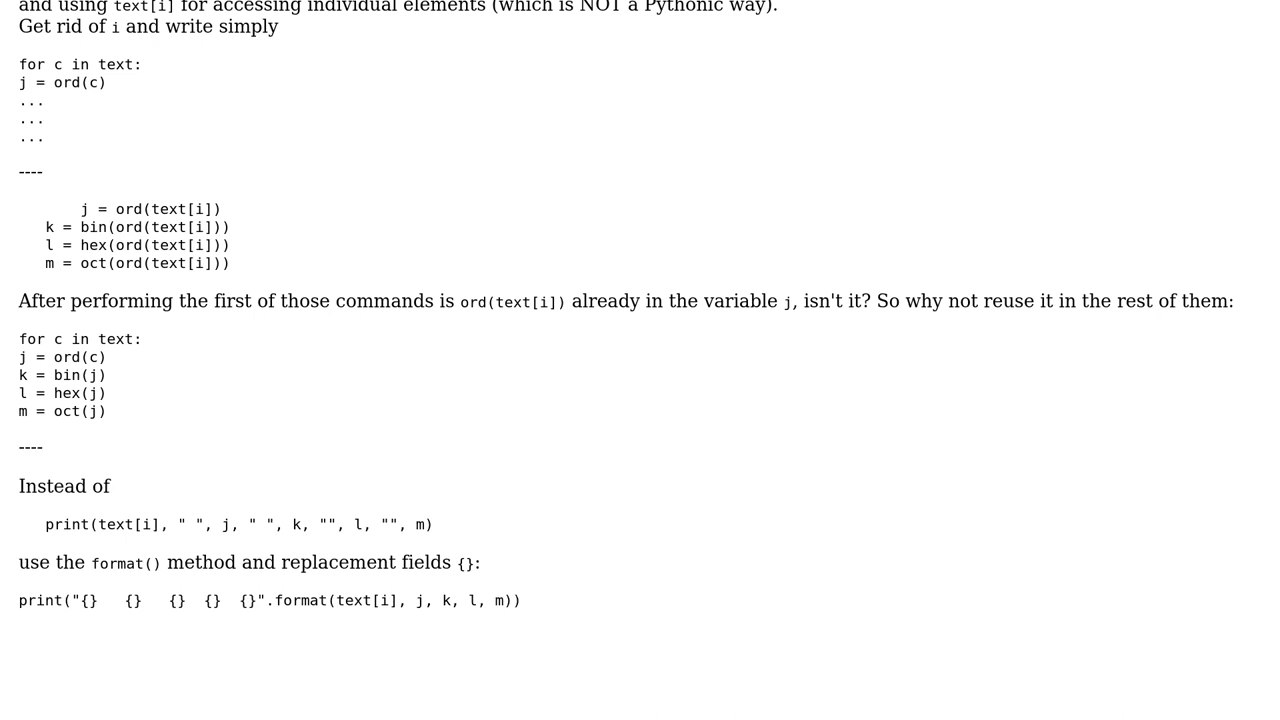 and using text[i] for accessing individual elements (which is NOT a Pythonic way).
Get rid of i and write simply
for c in text:
j = ord(c)
...
...
...
----
j = ord(text[i])
k = bin(ord(text[i]))
l = hex(ord(text[i]))
m = oct(ord(text[i]))
After performing the first of those commands is ord(text[i]) already in the variable j, isn't it? So why not reuse it in the rest of them:
for c in text:
j = ord(c)
k = bin(j)
l = hex(j)
m = oct(j)
----
Instead of
print(text[i], " ", j, " ", k, "", l, "", m)
use the format() method and replacement fields {}:
print("{}   {}   {}  {}  {}".format(text[i], j, k, l, m))